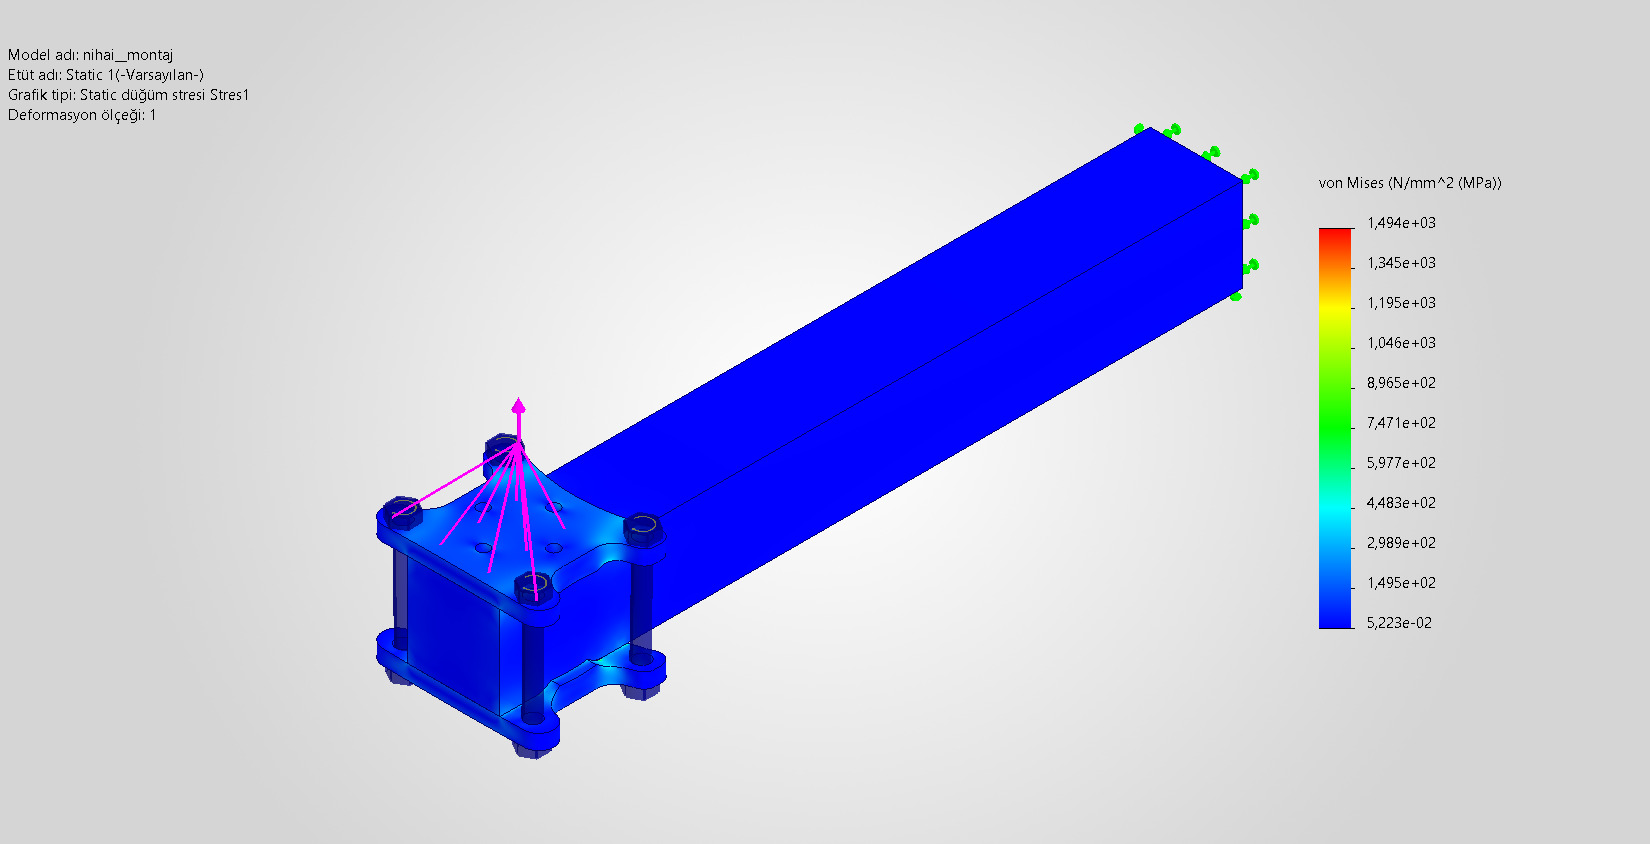 Model adı: nihai__montaj
Etüt adı: Static 1(-Varsayılan-)
Grafik tipi: Static düğüm stresi Stres1
Deformasyon ölçeği: 1
von Mises (N/mm^2 (MPa))
1,494e+03
1,345e+03
1,195e+03
1,046e+03
8,965e+02
7,471e+02
5,977e+02
4,483e+02
2,989e+02
1,495e+02
5,223e-02